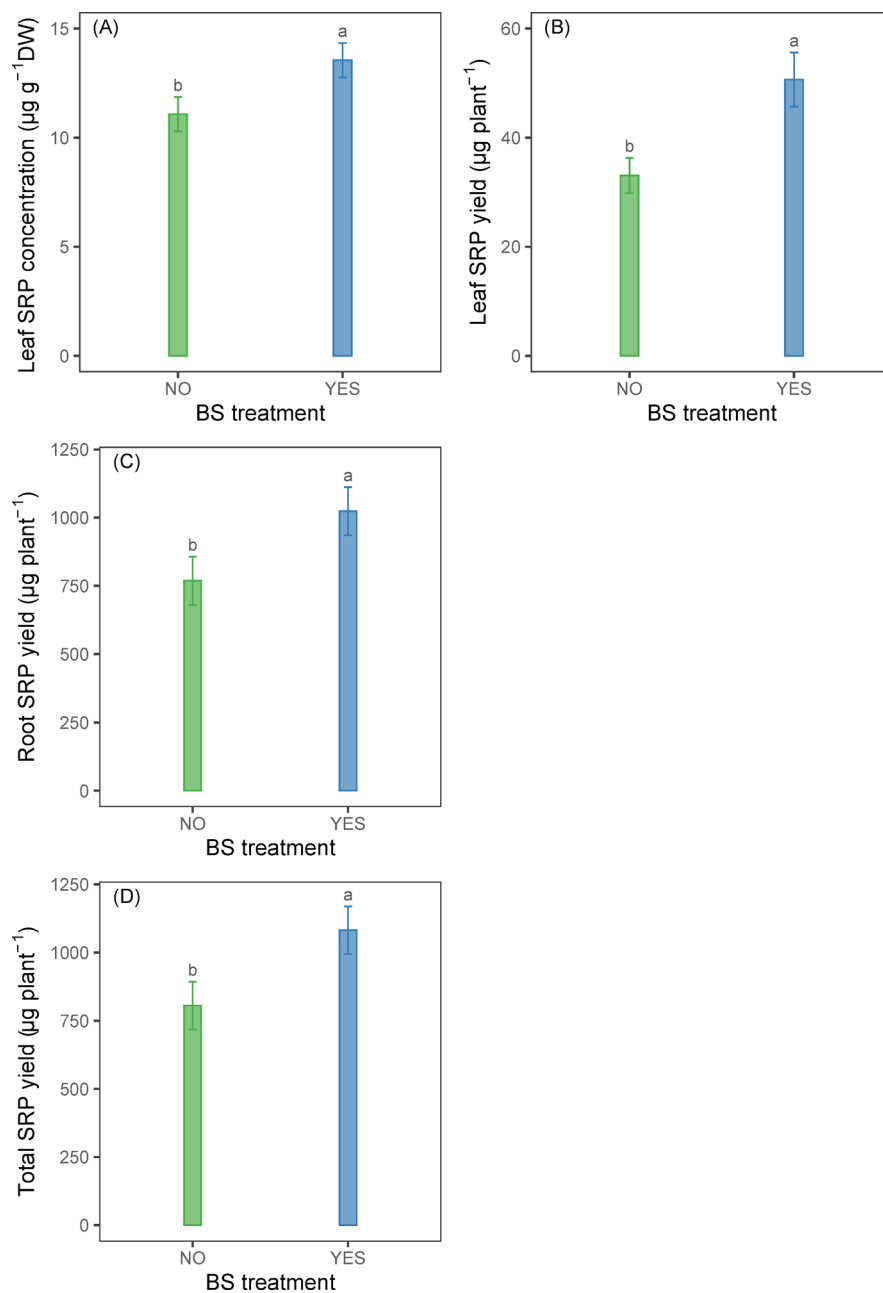 (A)
Leaf SRP concentration (µg g⁻¹DW)
15
10
5
0
b
a
NO
YES
BS treatment
(B)
Leaf SRP yield (µg plant⁻¹)
60
40
20
0
b
a
NO
YES
BS treatment
(C)
Root SRP yield (µg plant⁻¹)
1250
1000
750
500
250
0
b
a
NO
YES
BS treatment
(D)
Total SRP yield (µg plant⁻¹)
1250
1000
750
500
250
0
b
a
NO
YES
BS treatment